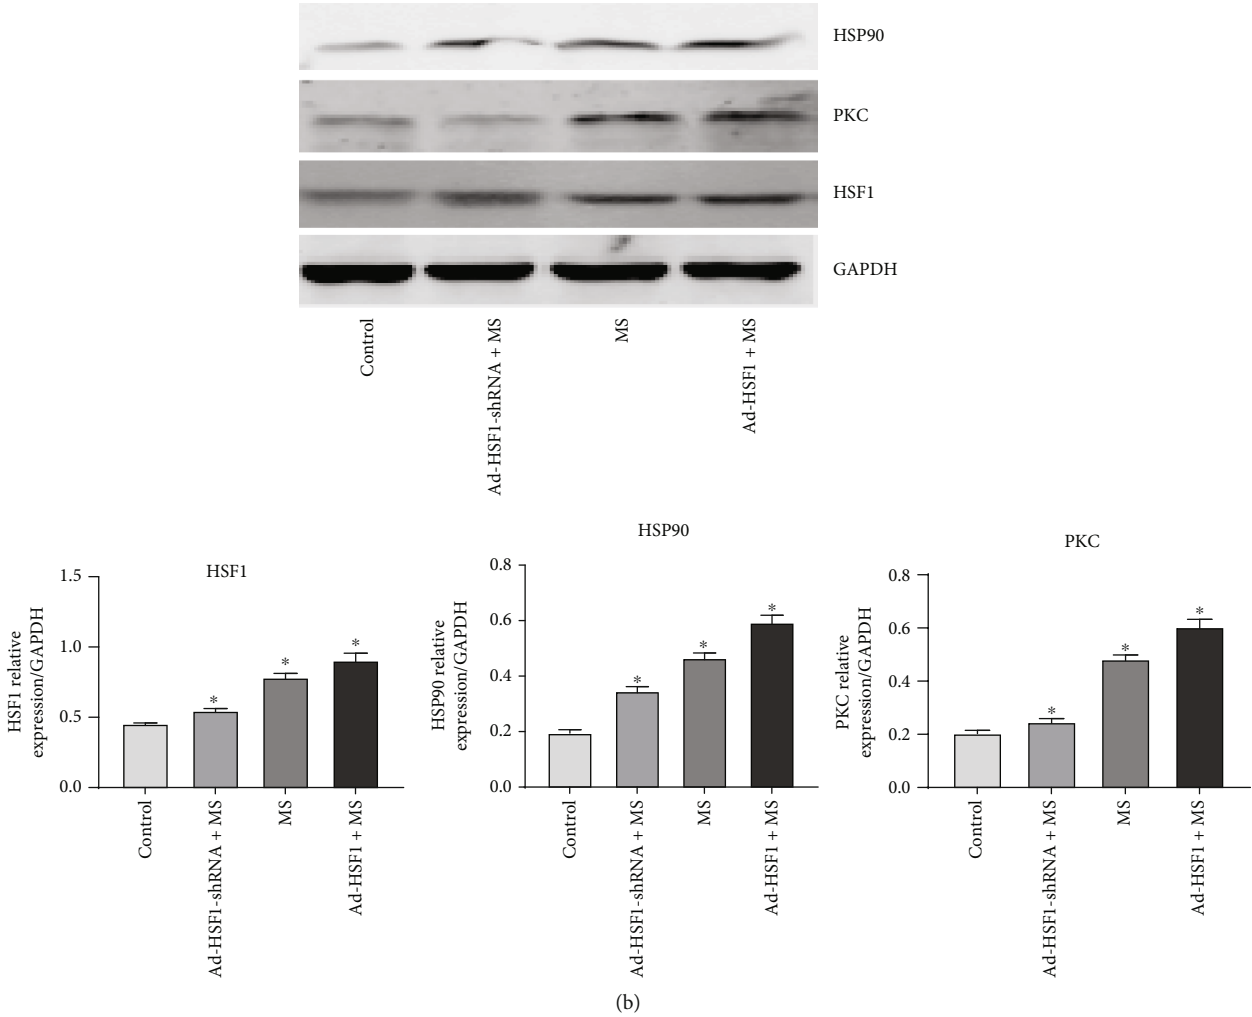 HSP90
PKC
HSF1
GAPDH
Control
Ad-HSF1-shRNA + MS
MS
Ad-HSF1 + MS
HSF1
HSF1 relative
expression/GAPDH
1.5
1.0
0.5
0.0
*
*
*
Control
Ad-HSF1-shRNA + MS
MS
Ad-HSF1 + MS
HSP90
HSP90 relative
expression/GAPDH
0.8
0.6
0.4
0.2
0.0
*
*
*
Control
Ad-HSF1-shRNA + MS
MS
Ad-HSF1 + MS
PKC
PKC relative
expression/GAPDH
0.8
0.6
0.4
0.2
0.0
*
*
*
Control
Ad-HSF1-shRNA + MS
MS
Ad-HSF1 + MS
(b)